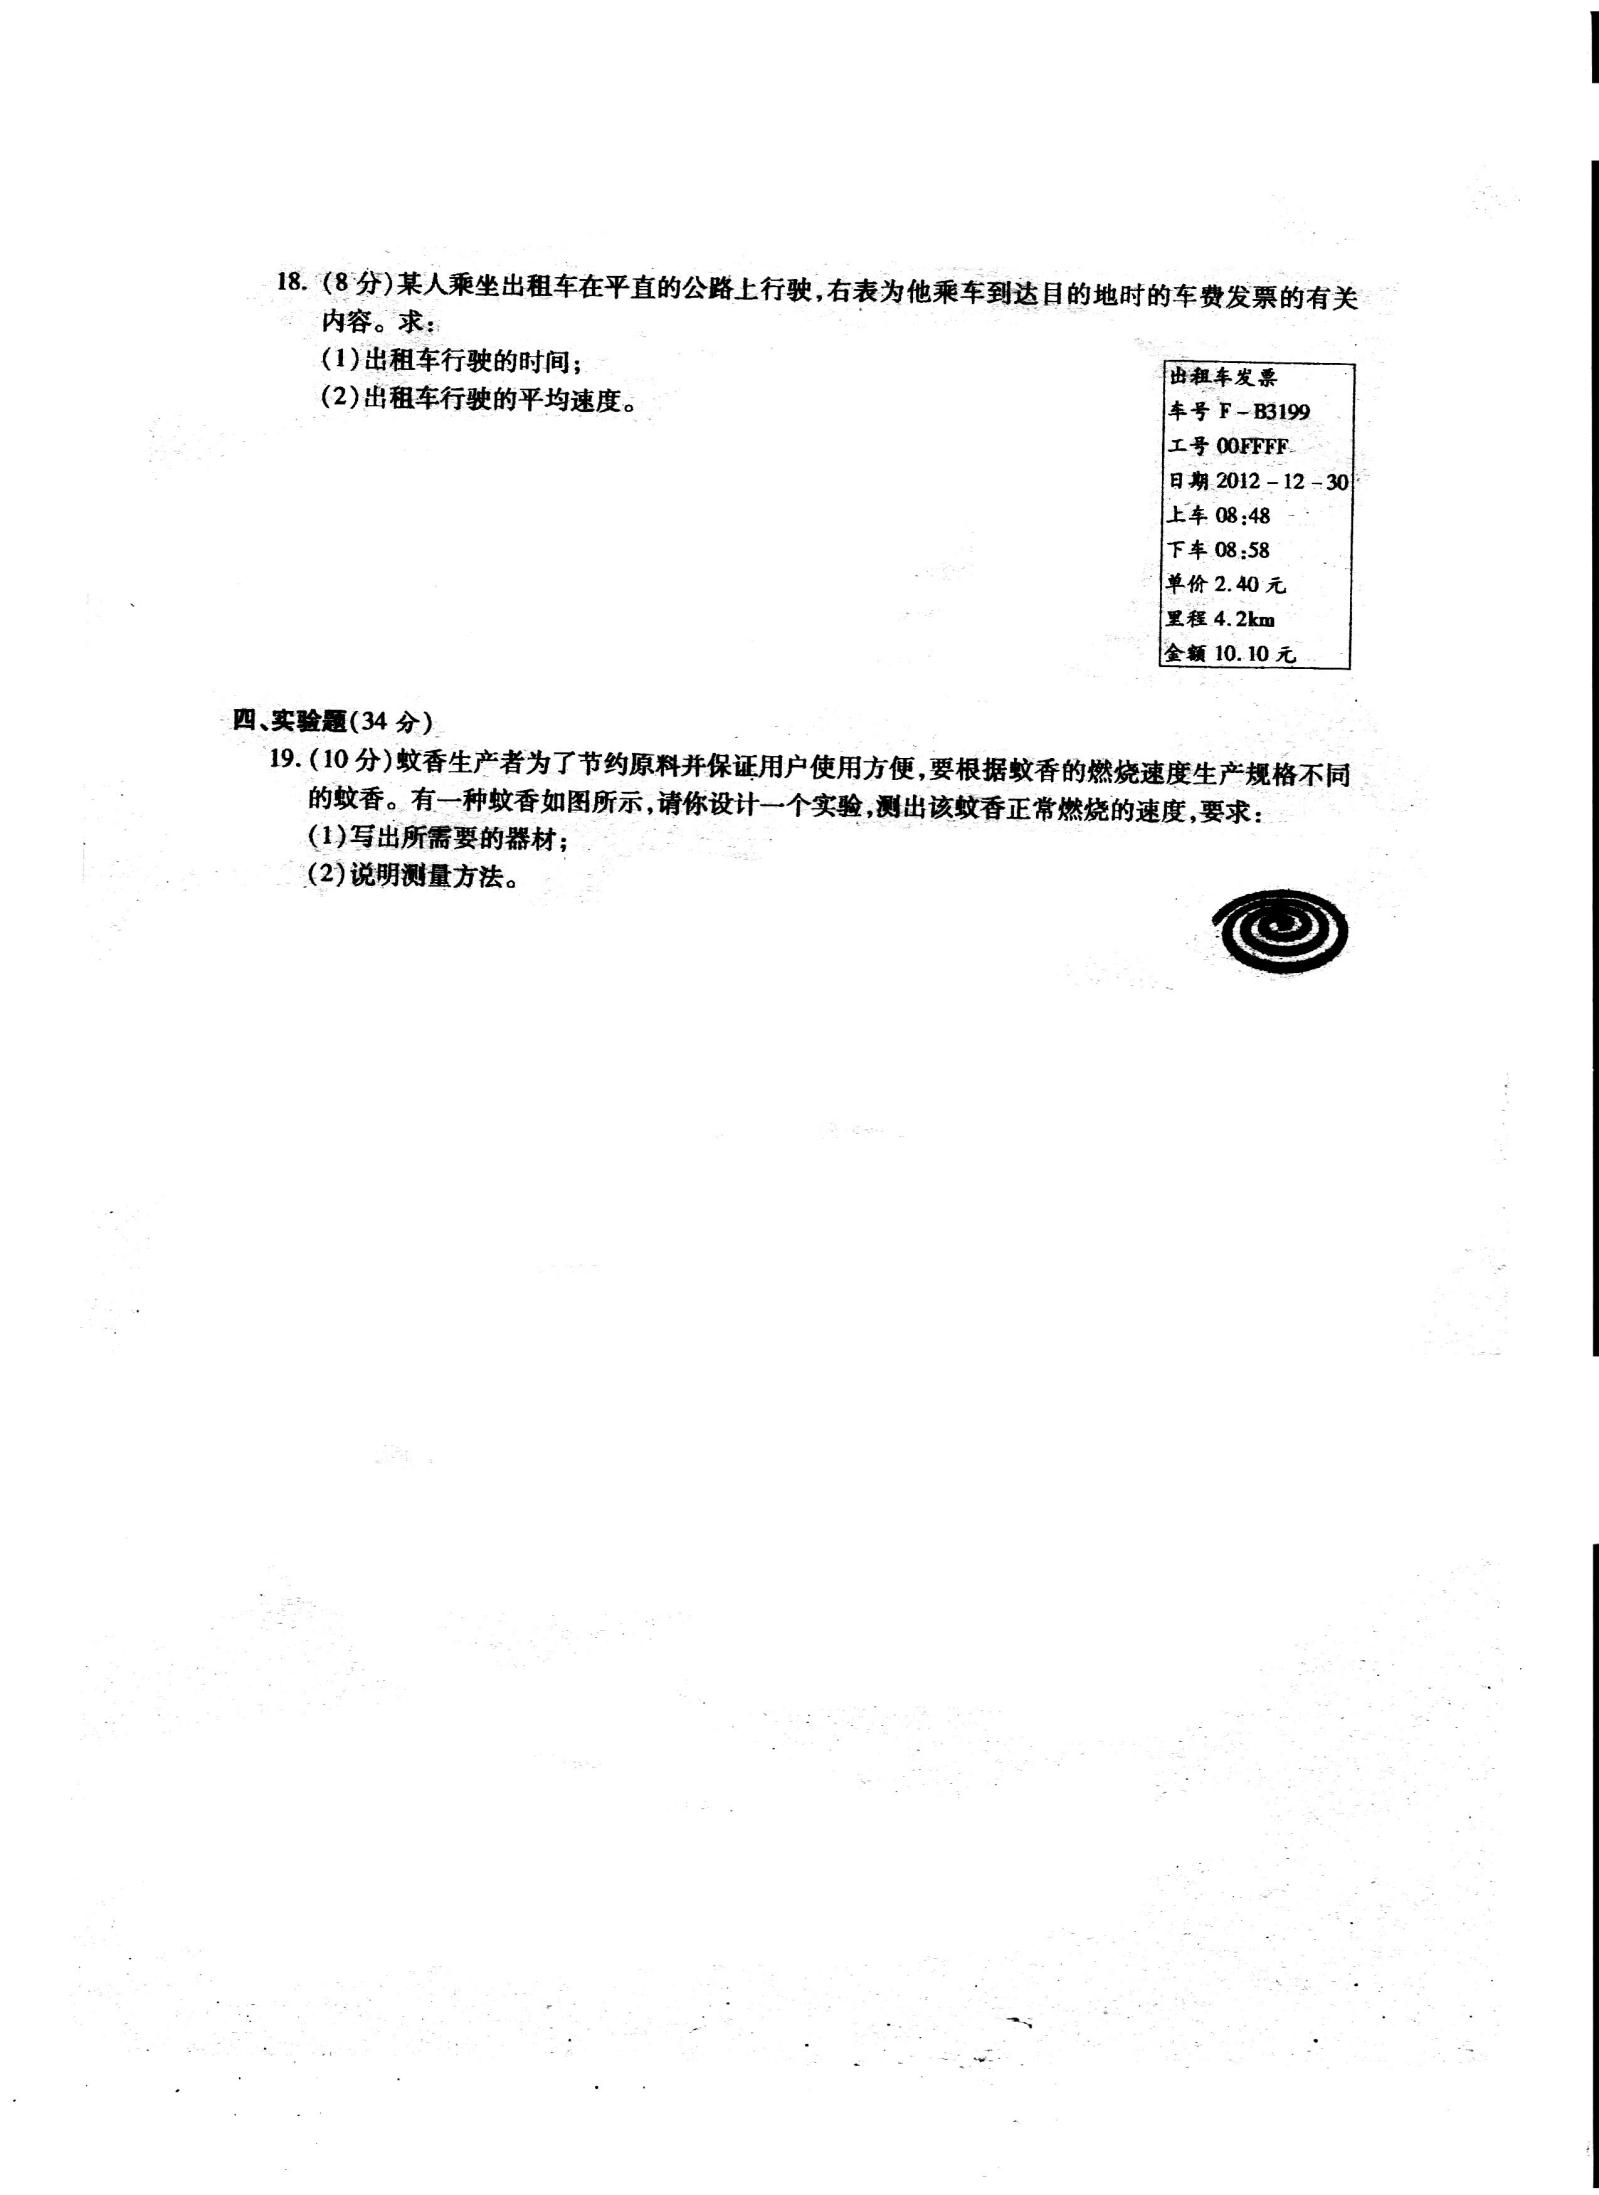 18. (8分)某人乘坐出租车在平直的公路上行驶,右表为他乘车到达目的地时的车费发票的有关
内容。求:
(1)出租车行驶的时间;
(2)出租车行驶的平均速度。
出租车发票
车号 F-B3199
工号 00FFFF
日期 2012-12-30
上车 08:48
下车 08:58
单价 2.40 元
里程 4.2km
金额 10.10 元
四、实验题(34分)
19. (10分)蚊香生产者为了节约原料并保证用户使用方便,要根据蚊香的燃烧速度生产规格不同
的蚊香。有一种蚊香如图所示,请你设计一个实验,测出该蚊香正常燃烧的速度,要求:
(1)写出所需要的器材;
(2)说明测量方法。